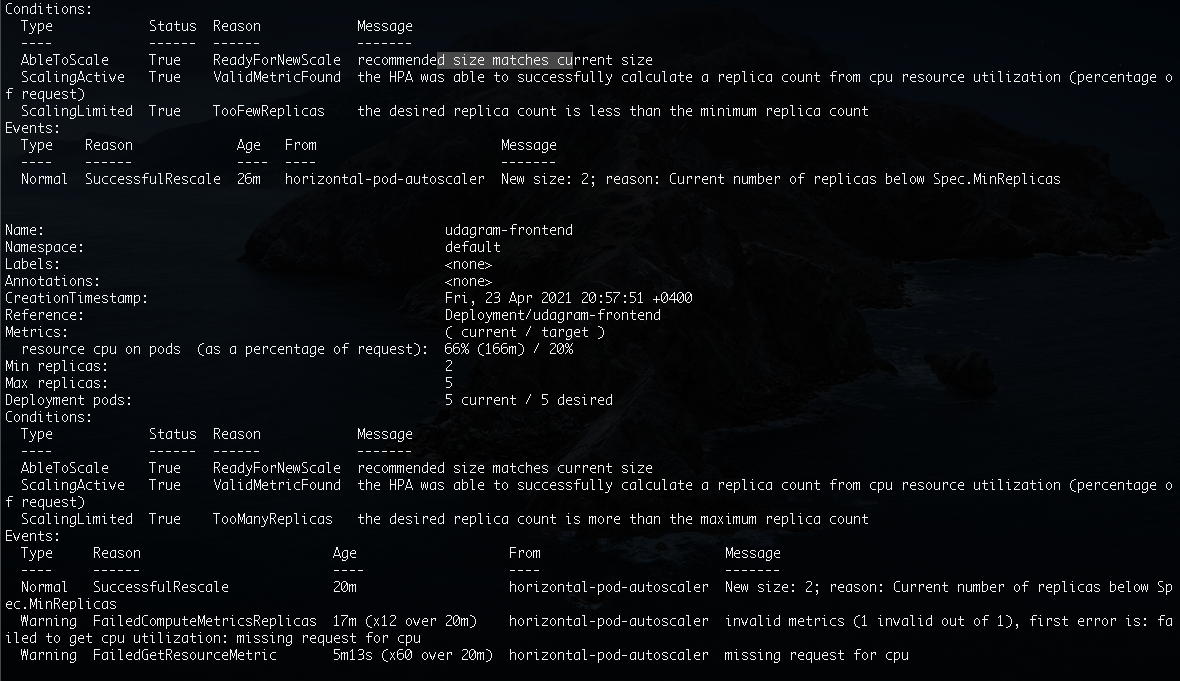 Conditions:
  Type            Status  Reason            Message
  ----            ------  ------            -------
  AbleToScale     True    ReadyForNewScale  recommended size matches current size
  ScalingActive   True    ValidMetricFound  the HPA was able to successfully calculate a replica count from cpu resource utilization (percentage o
f request)
  ScalingLimited  True    TooFewReplicas    the desired replica count is less than the minimum replica count
Events:
  Type    Reason             Age   From                       Message
  ----    ------             ----  ----                       -------
  Normal  SuccessfulRescale  26m   horizontal-pod-autoscaler  New size: 2; reason: Current number of replicas below Spec.MinReplicas
Name:                                                  udagram-frontend
Namespace:                                             default
Labels:                                                <none>
Annotations:                                           <none>
CreationTimestamp:                                     Fri, 23 Apr 2021 20:57:51 +0400
Reference:                                             Deployment/udagram-frontend
Metrics:                                               ( current / target )
  resource cpu on pods  (as a percentage of request):  66% (166m) / 20%
Min replicas:                                          2
Max replicas:                                          5
Deployment pods:                                       5 current / 5 desired
Conditions:
  Type            Status  Reason            Message
  ----            ------  ------            -------
  AbleToScale     True    ReadyForNewScale  recommended size matches current size
  ScalingActive   True    ValidMetricFound  the HPA was able to successfully calculate a replica count from cpu resource utilization (percentage o
f request)
  ScalingLimited  True    TooManyReplicas   the desired replica count is more than the maximum replica count
Events:
  Type     Reason                        Age                   From                       Message
  ----     ------                        ----                  ----                       -------
  Normal   SuccessfulRescale             20m                   horizontal-pod-autoscaler  New size: 2; reason: Current number of replicas below Sp
ec.MinReplicas
  Warning  FailedComputeMetricsReplicas  17m (x12 over 20m)    horizontal-pod-autoscaler  invalid metrics (1 invalid out of 1), first error is: fa
iled to get cpu utilization: missing request for cpu
  Warning  FailedGetResourceMetric       5m13s (x60 over 20m)  horizontal-pod-autoscaler  missing request for cpu